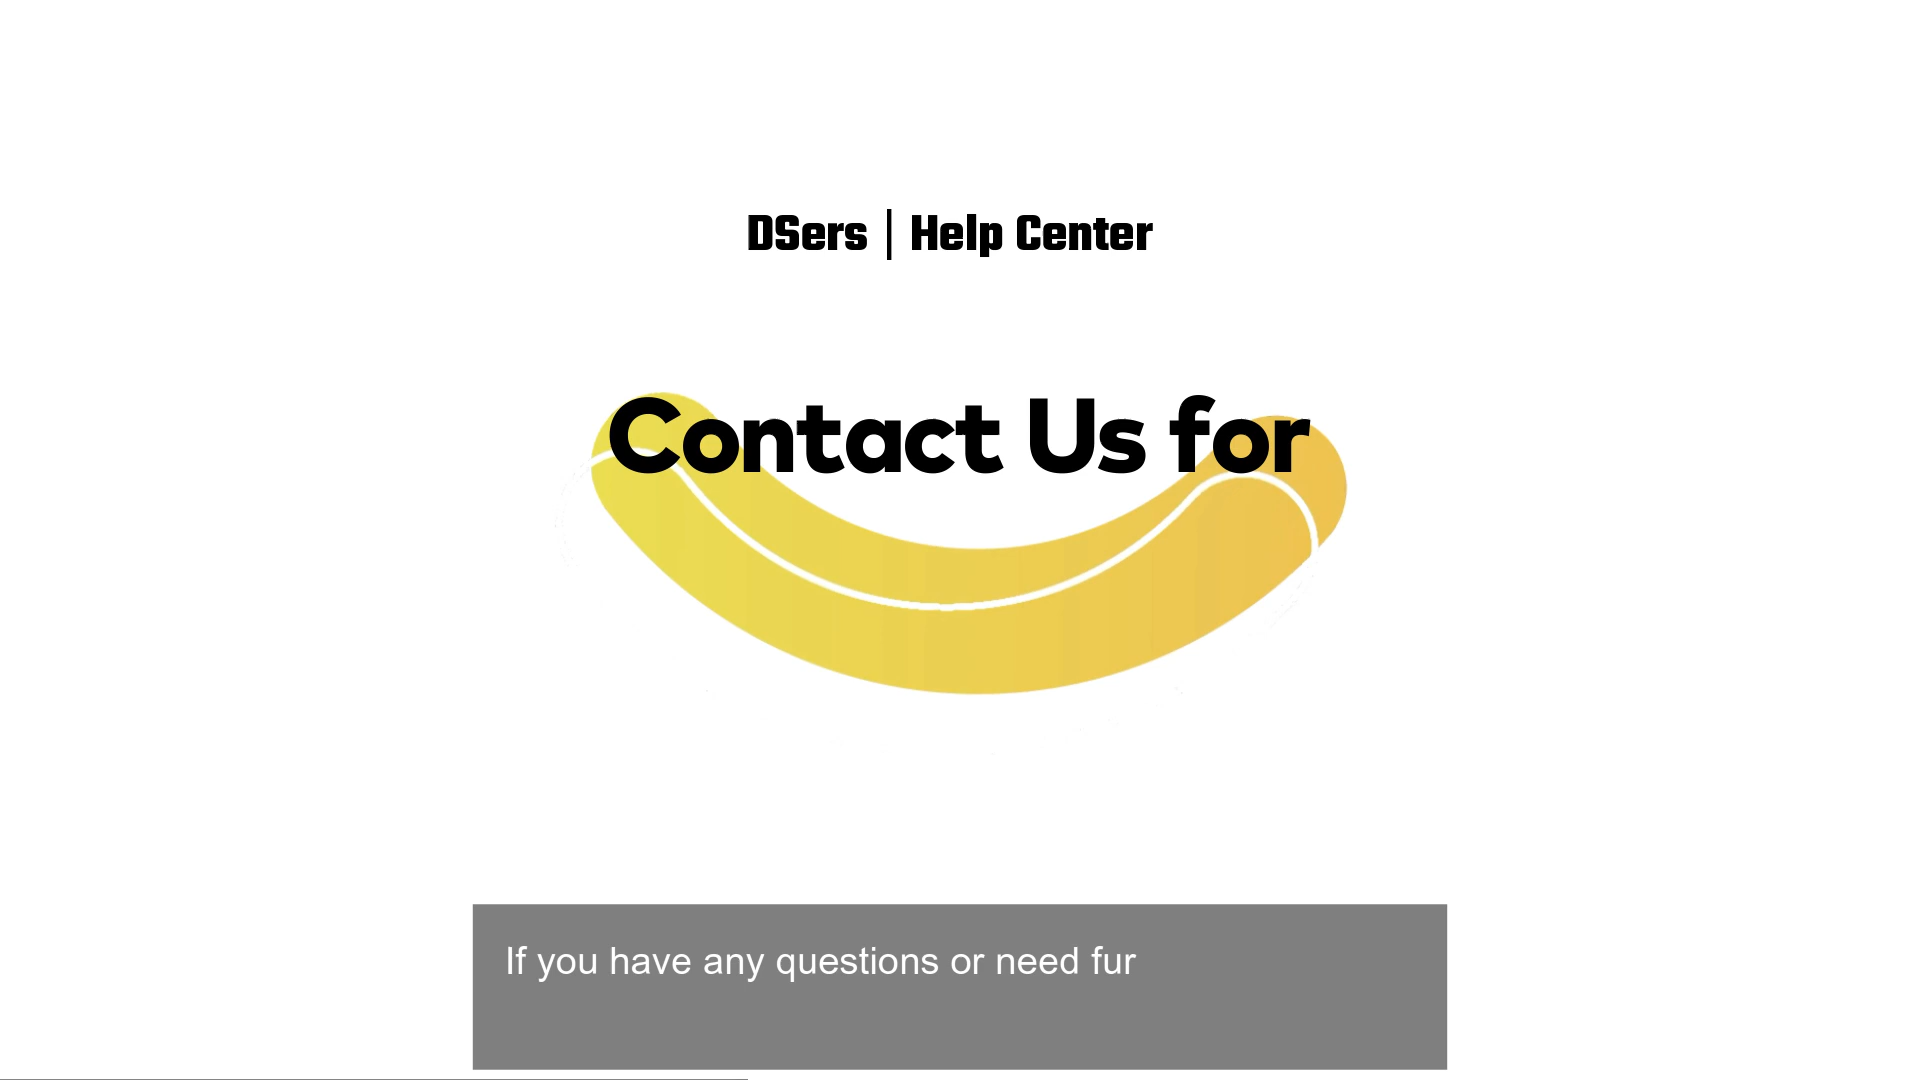 DSers | Help Center
Contact Us for
If you have any questions or need fur